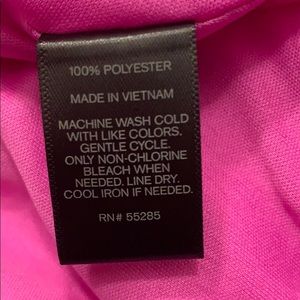 100% POLYESTER
MADE IN VIETNAM
MACHINE WASH COLD
WITH LIKE COLORS.
GENTLE CYCLE.
ONLY NON-CHLORINE
BLEACH WHEN
NEEDED. LINE DRY.
COOL IRON IF NEEDED.
RN# 55285